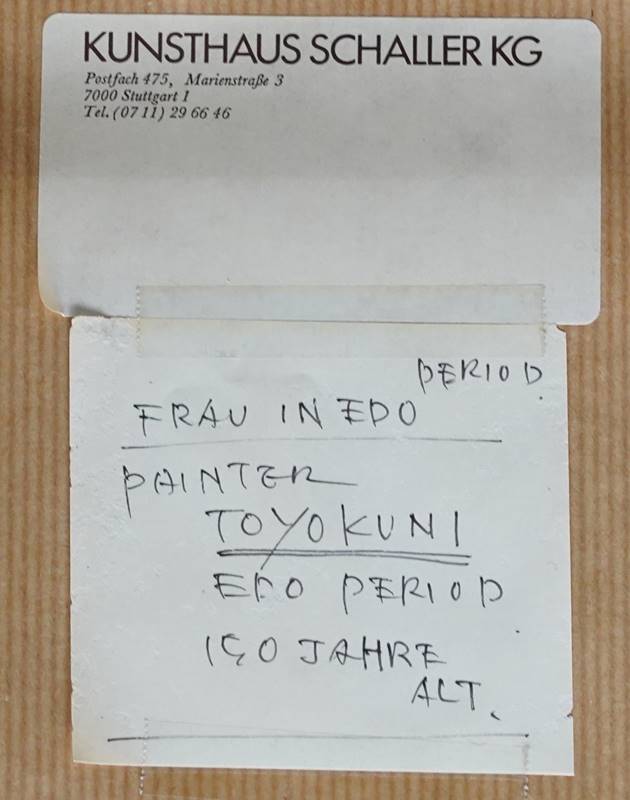 KUNSTHAUS SCHALLER KG
Postfach 475, Marienstraße 3
7000 Stuttgart 1
Tel. (07 11) 29 66 46
PERIOD.
FRAU IN EDO
PAINTER
TOYOKUNI
EDO PERIOD
JAHRE
ALT.